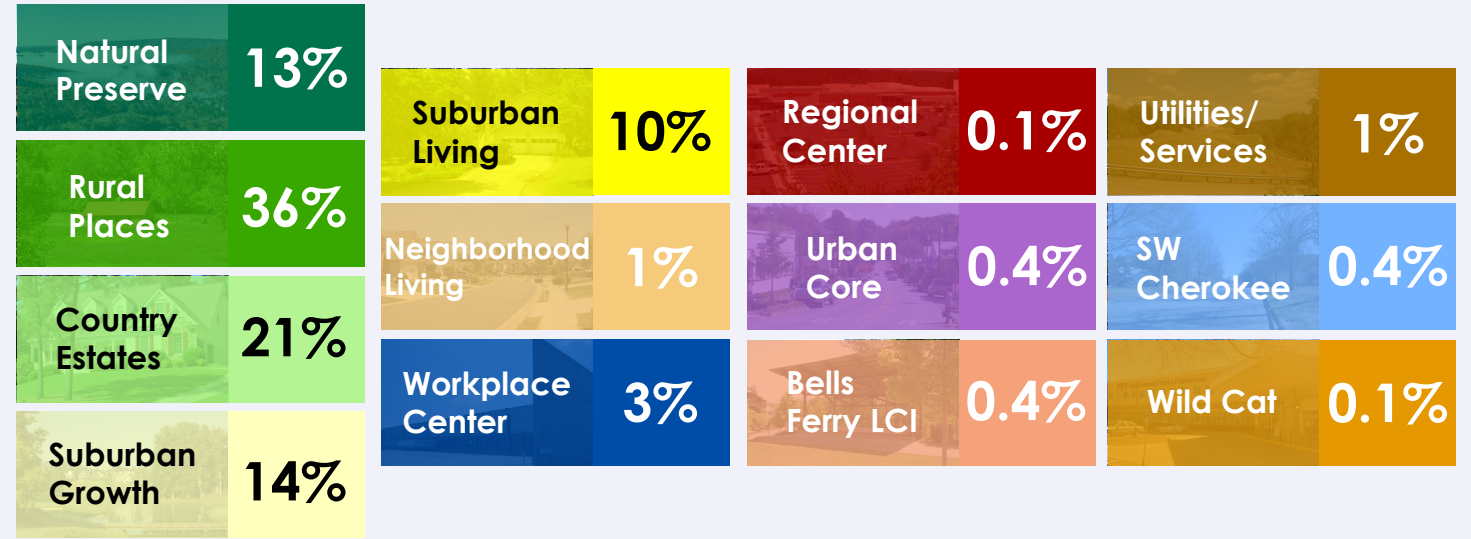 Natural
Preserve
13%
Rural
Places
36%
Country
Estates
21%
Suburban
Growth
14%
Suburban
Living
10%
Neighborhood
Living
1%
Workplace
Center
3%
Regional
Center
0.1%
Urban
Core
0.4%
Bells
Ferry LCI
0.4%
Utilities/
Services
1%
SW
Cherokee
0.4%
Wild Cat
0.1%